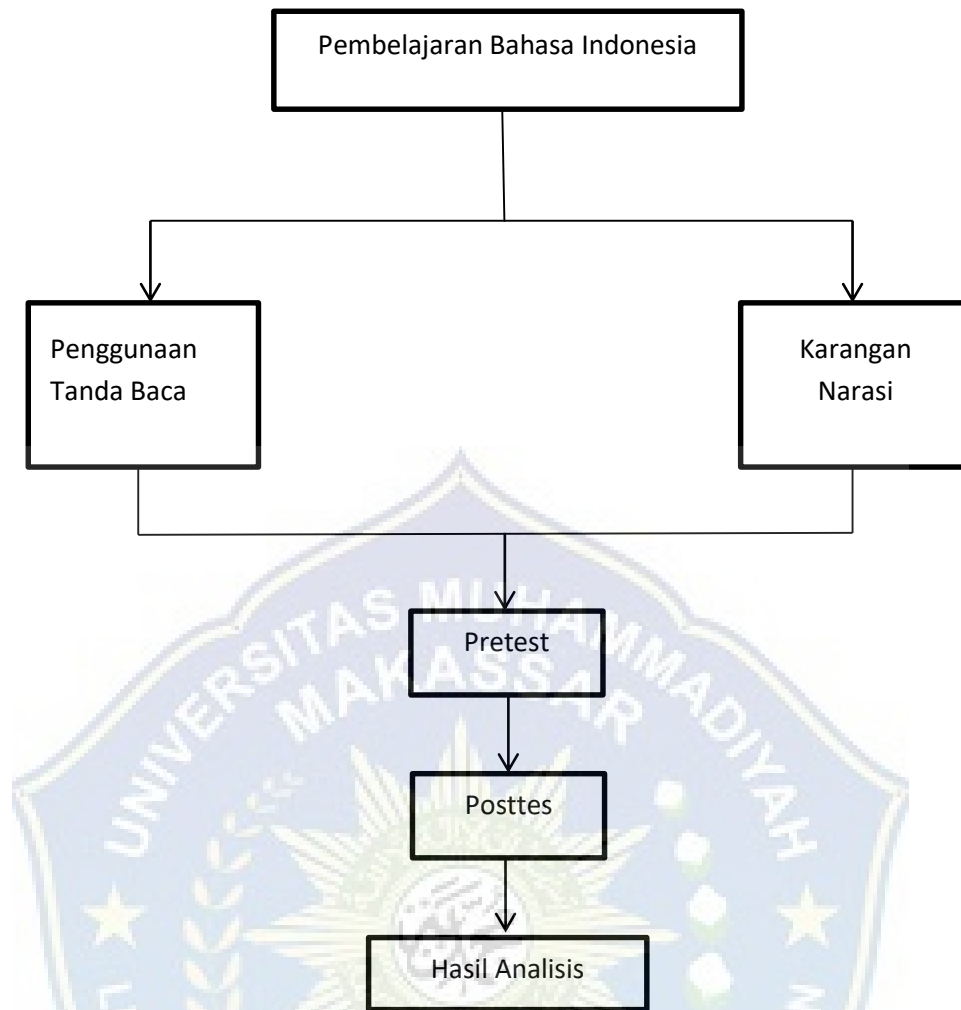 Pembelajaran Bahasa Indonesia
Penggunaan
Tanda Baca
Karangan
Narasi
UNIVERSITAS MUHAMMADIYAH
MAKASSAR
Pretest
Posttes
Hasil Analisis